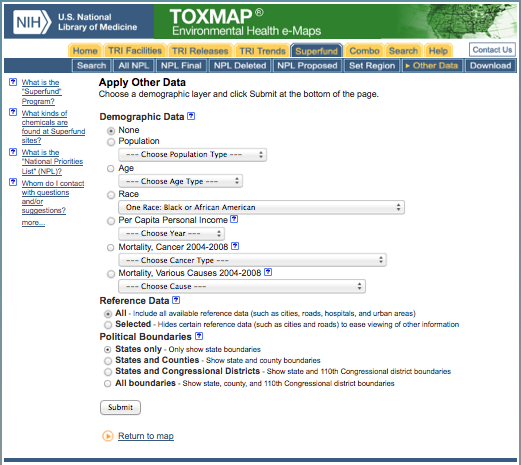 NIH U.S. National Library of Medicine
TOXMAP®
Environmental Health e-Maps
Home TRI Facilities TRI Releases TRI Trends Superfund Combo Search Help Contact Us
Search All NPL NPL Final NPL Deleted NPL Proposed Set Region Other Data Download
? What is the
"Superfund"
Program?
? What kinds of
chemicals are
found at Superfund
sites?
? What is the
"National Priorities
List" (NPL)?
? Whom do I contact
with questions
and/or
suggestions?
more...
Apply Other Data
Choose a demographic layer and click Submit at the bottom of the page.
Demographic Data ?
None
Population
--- Choose Population Type ---
Age
--- Choose Age Type ---
Race
One Race: Black or African American
Per Capita Personal Income ?
--- Choose Year ---
Mortality, Cancer 2004-2008 ?
--- Choose Cancer Type ---
Mortality, Various Causes 2004-2008 ?
--- Choose Cause ---
Reference Data ?
All - Include all available reference data (such as cities, roads, hospitals, and urban areas)
Selected - Hides certain reference data (such as cities and roads) to ease viewing of other information
Political Boundaries ?
States only - Only show state boundaries
States and Counties - Show state and county boundaries
States and Congressional Districts - Show state and 110th Congressional district boundaries
All boundaries - Show state, county, and 110th Congressional district boundaries
Submit
Return to map